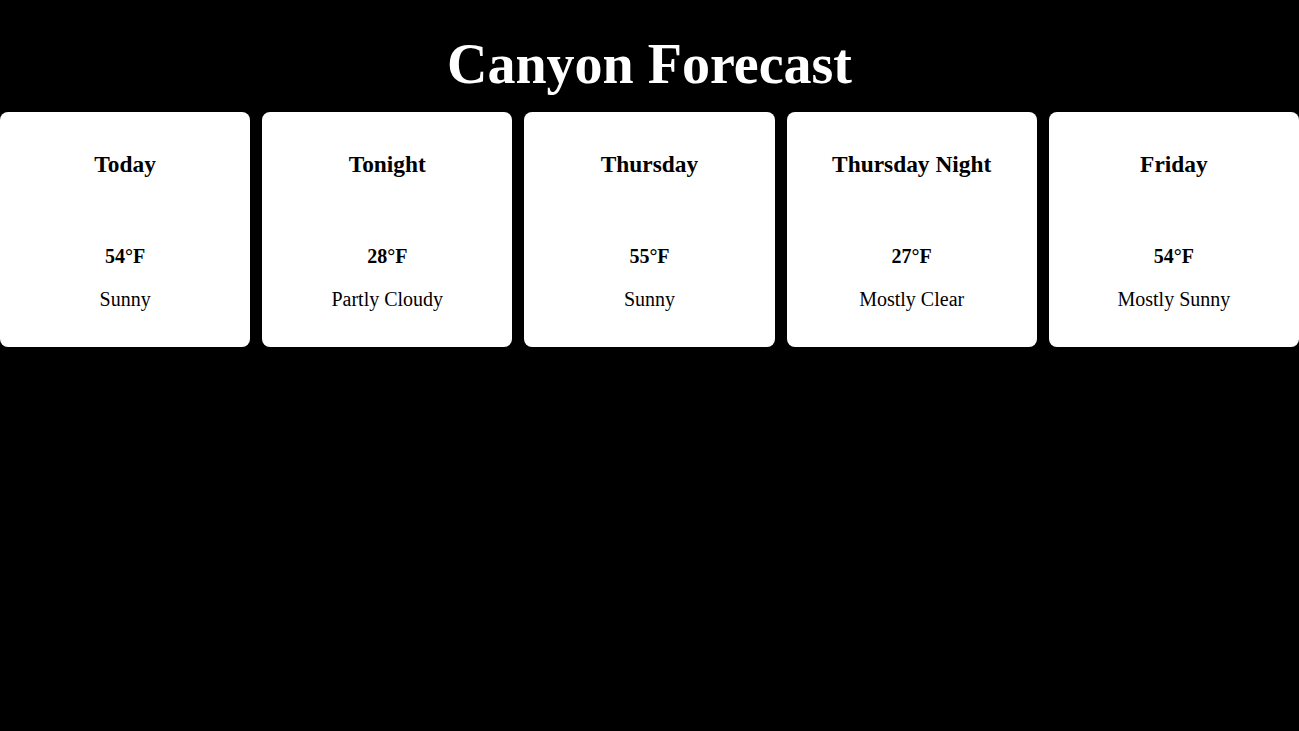 Canyon Forecast
Today
54°F
Sunny
Tonight
28°F
Partly Cloudy
Thursday
55°F
Sunny
Thursday Night
27°F
Mostly Clear
Friday
54°F
Mostly Sunny